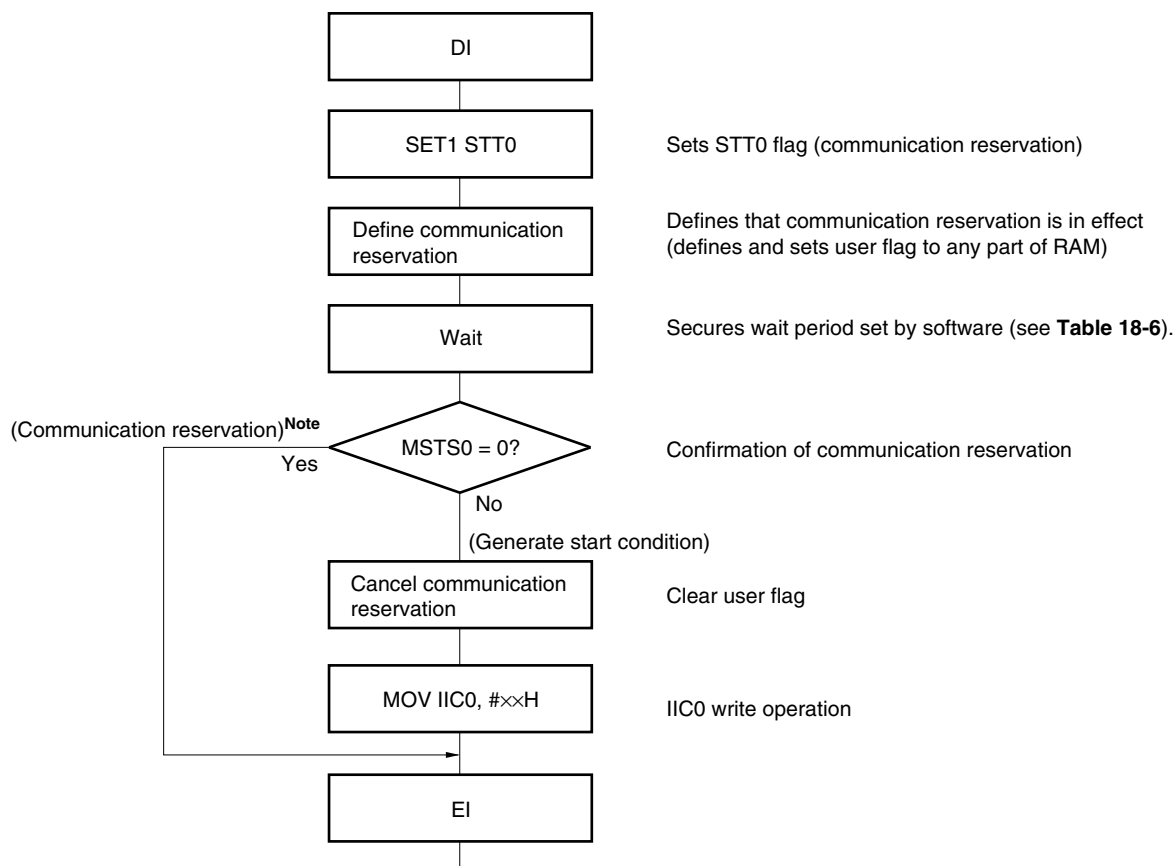 DI
SET1 STT0
Sets STT0 flag (communication reservation)
Define communication
reservation
Defines that communication reservation is in effect
(defines and sets user flag to any part of RAM)
Wait
Secures wait period set by software (see Table 18-6).
(Communication reservation)Note
Yes
MSTS0 = 0?
Confirmation of communication reservation
No
(Generate start condition)
Cancel communication
reservation
Clear user flag
MOV IIC0, #××H
IIC0 write operation
EI